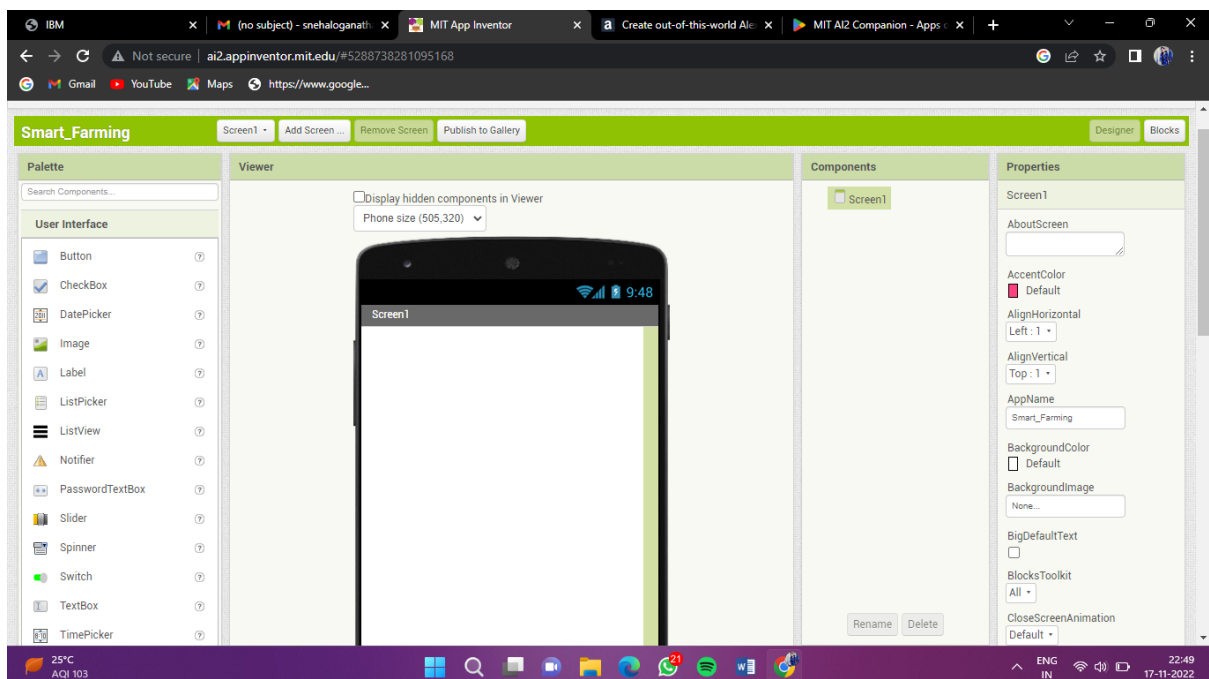 IBM
(no subject) - snehaloganath
MIT App Inventor
a Create out-of-this-world Ale
MIT AI2 Companion - Apps o
Not secure | ai2.appinventor.mit.edu/#5288738281095168
Gmail
YouTube
Maps
https://www.google...
Smart_Farming
Screen1
Add Screen ...
Remove Screen
Publish to Gallery
Designer
Blocks
Palette
Search Components...
User Interface
Button
CheckBox
DatePicker
Image
Label
ListPicker
ListView
Notifier
PasswordTextBox
Slider
Spinner
Switch
TextBox
TimePicker
Viewer
Display hidden components in Viewer
Phone size (505,320)
9:48
Screen1
Components
Screen1
Rename
Delete
Properties
Screen1
AboutScreen
AccentColor
Default
AlignHorizontal
Left : 1
AlignVertical
Top : 1
AppName
Smart_Farming
BackgroundColor
Default
BackgroundImage
None...
BigDefaultText
BlocksToolkit
All
CloseScreenAnimation
Default
25°C
AQI 103
21
ENG
IN
22:49
17-11-2022